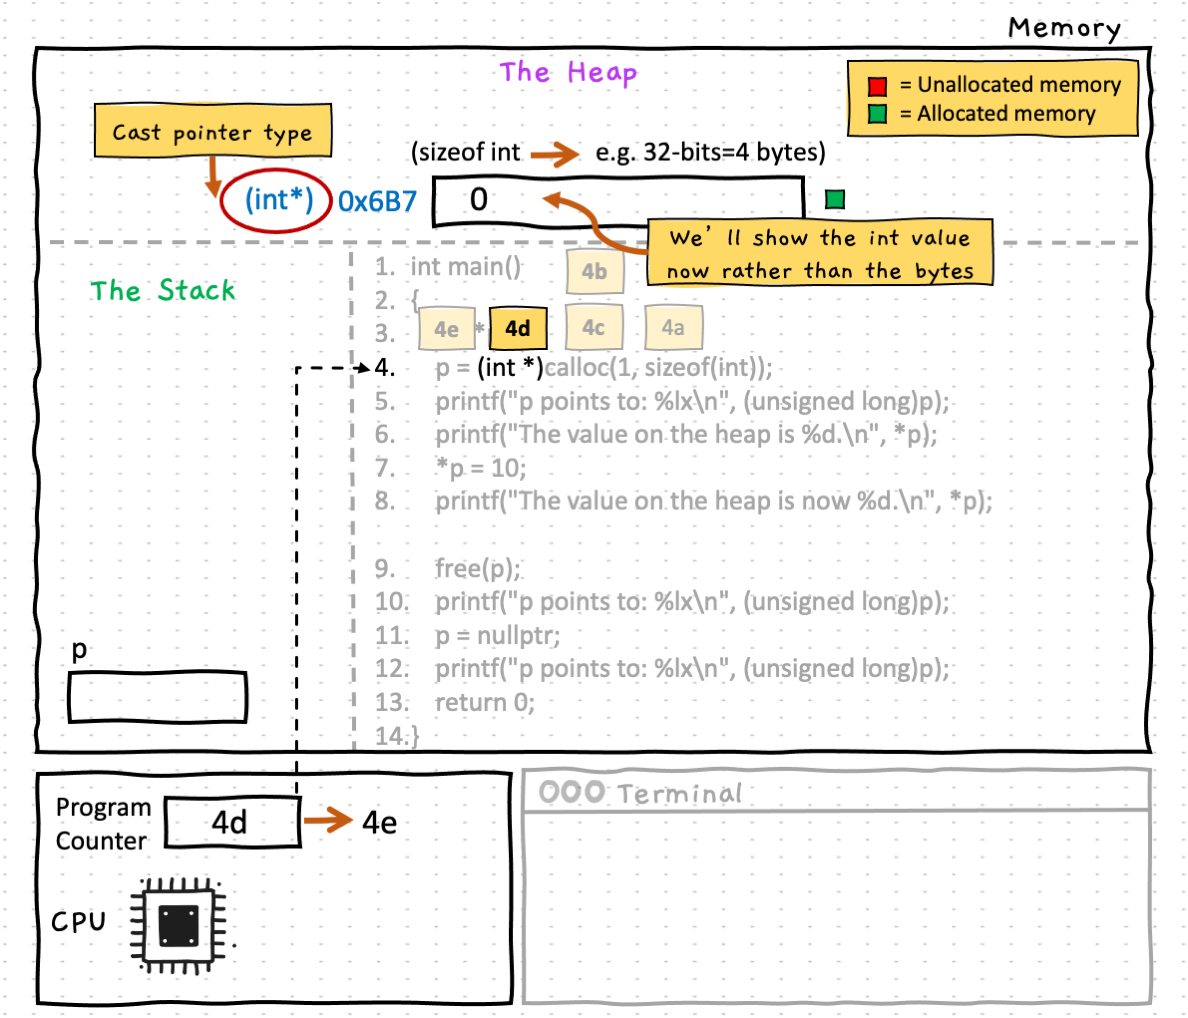 Memory
The Heap
= Unallocated memory
= Allocated memory
Cast pointer type
(sizeof int e.g. 32-bits=4 bytes)
(int*) 0x6B7 0
We'll show the int value
now rather than the bytes
The Stack
1. int main()
4b
2. {
3. 4e * 4d 4c 4a
4. p = (int *)calloc(1, sizeof(int));
5. printf("p points to: %lx\n", (unsigned long)p);
6. printf("The value on the heap is %d.\n", *p);
7. *p = 10;
8. printf("The value on the heap is now %d.\n", *p);
9. free(p);
10. printf("p points to: %lx\n", (unsigned long)p);
11. p = nullptr;
12. printf("p points to: %lx\n", (unsigned long)p);
13. return 0;
14.}
p
Program
Counter
4d 4e
CPU
Terminal